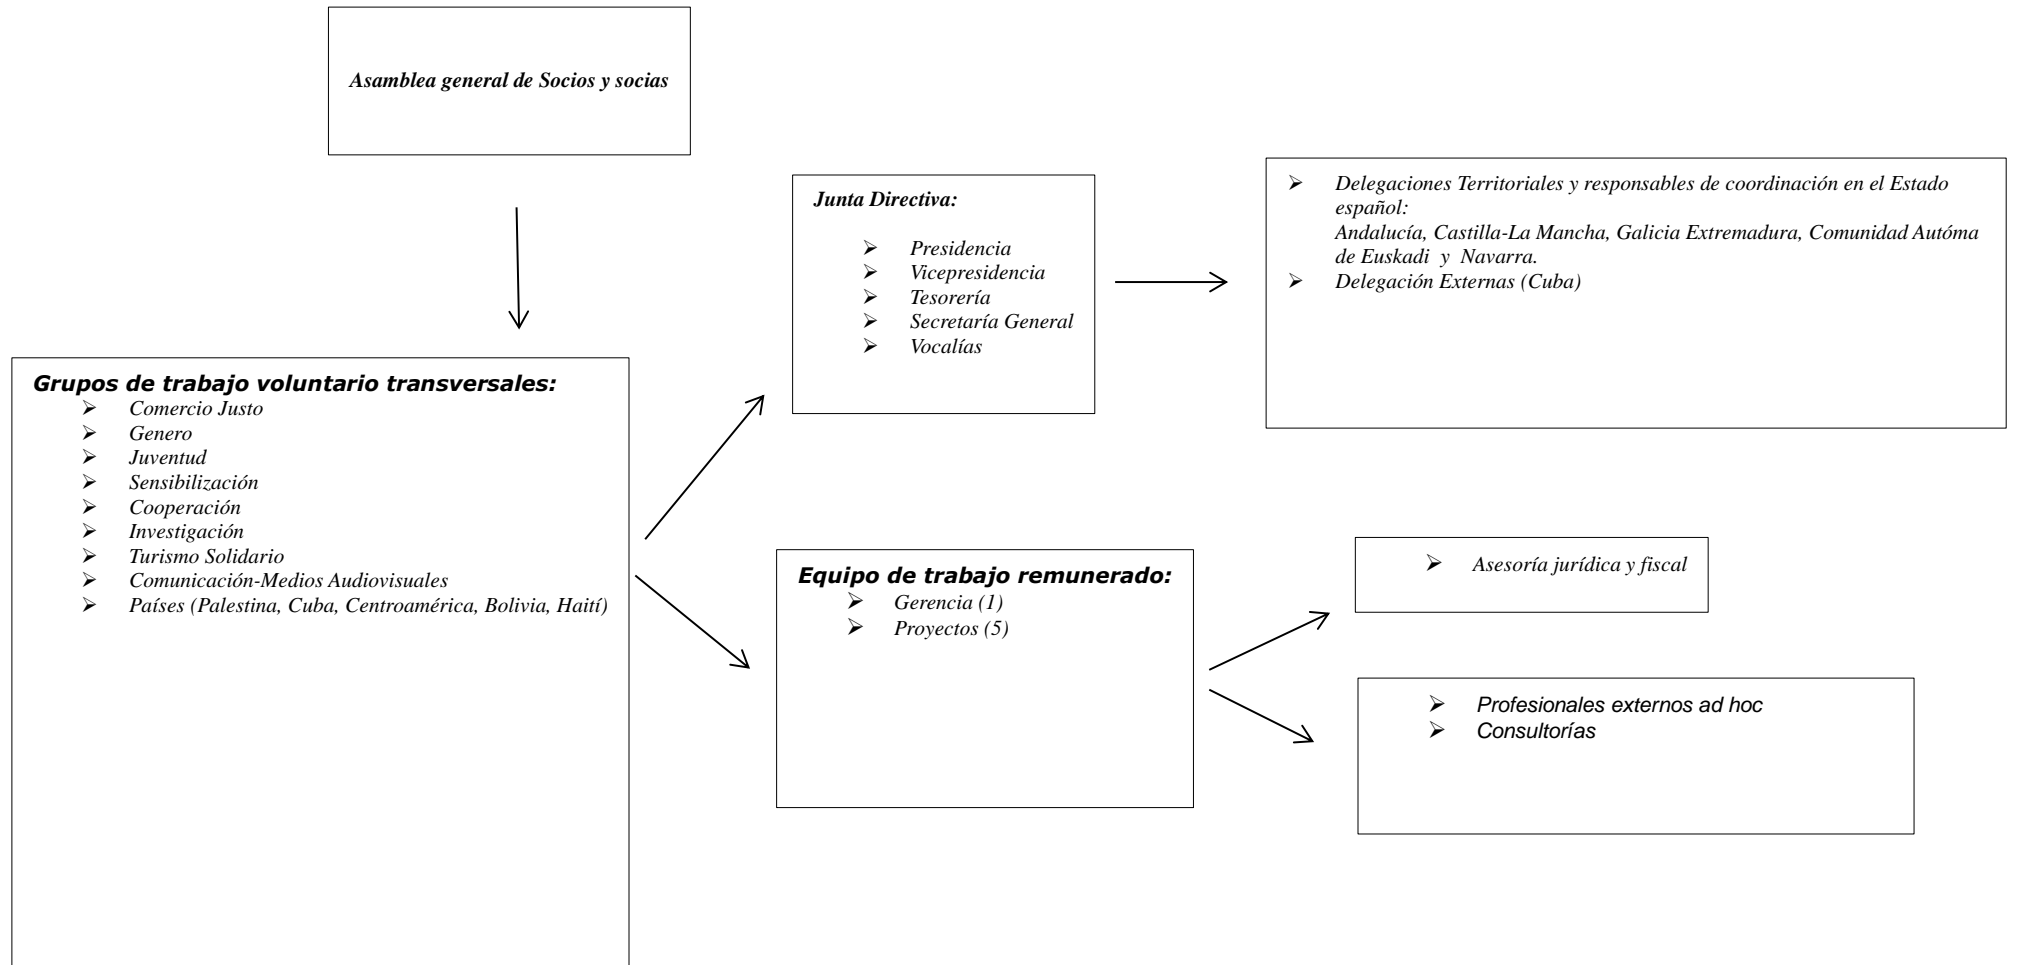 Asamblea general de Socios y socias
Junta Directiva:
➢ Presidencia
➢ Vicepresidencia
➢ Tesorería
➢ Secretaría General
➢ Vocalías
➢ Delegaciones Territoriales y responsables de coordinación en el Estado
español:
Andalucía, Castilla-La Mancha, Galicia Extremadura, Comunidad Autóma
de Euskadi y Navarra.
➢ Delegación Externas (Cuba)
Grupos de trabajo voluntario transversales:
➢ Comercio Justo
➢ Genero
➢ Juventud
➢ Sensibilización
➢ Cooperación
➢ Investigación
➢ Turismo Solidario
➢ Comunicación-Medios Audiovisuales
➢ Países (Palestina, Cuba, Centroamérica, Bolivia, Haití)
Equipo de trabajo remunerado:
➢ Gerencia (1)
➢ Proyectos (5)
➢ Asesoría jurídica y fiscal
➢ Profesionales externos ad hoc
➢ Consultorías